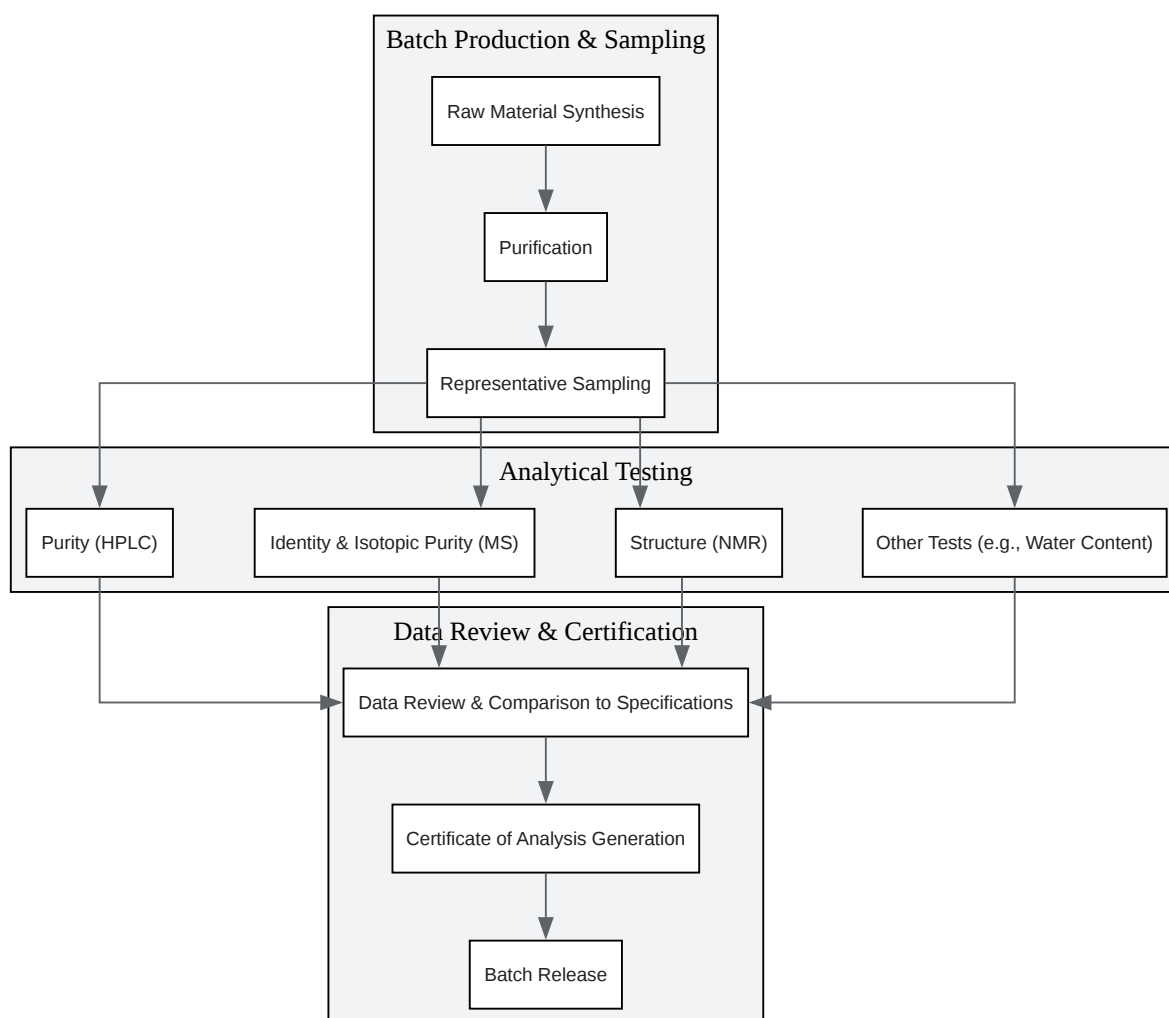 Batch Production & Sampling
Raw Material Synthesis
Purification
Representative Sampling
Analytical Testing
Purity (HPLC)
Identity & Isotopic Purity (MS)
Structure (NMR)
Other Tests (e.g., Water Content)
Data Review & Certification
Data Review & Comparison to Specifications
Certificate of Analysis Generation
Batch Release